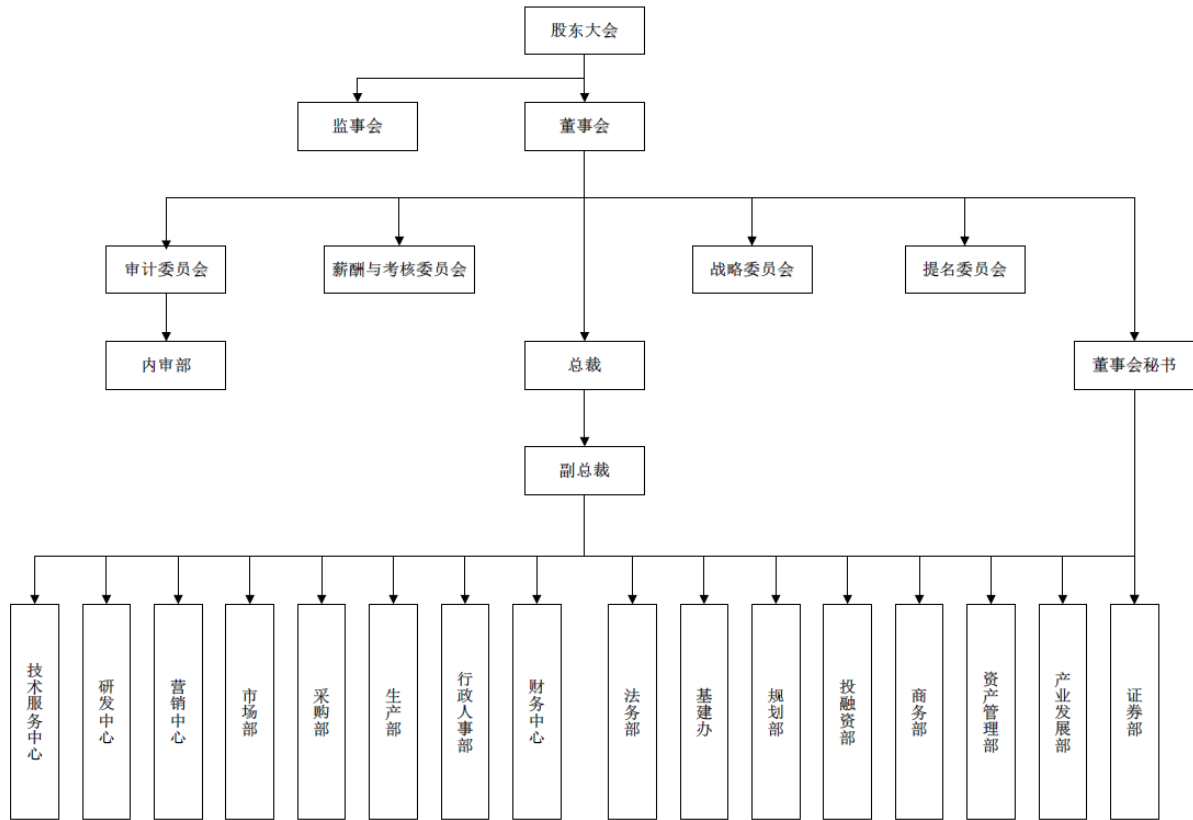 股东大会
监事会
董事会
审计委员会
薪酬与考核委员会
战略委员会
提名委员会
内审部
总裁
董事会秘书
副总裁
技术服务中心
研发中心
营销中心
市场部
采购部
生产部
行政人事部
财务中心
法务部
基建办
规划部
投融资部
商务部
资产管理部
产业发展部
证券部